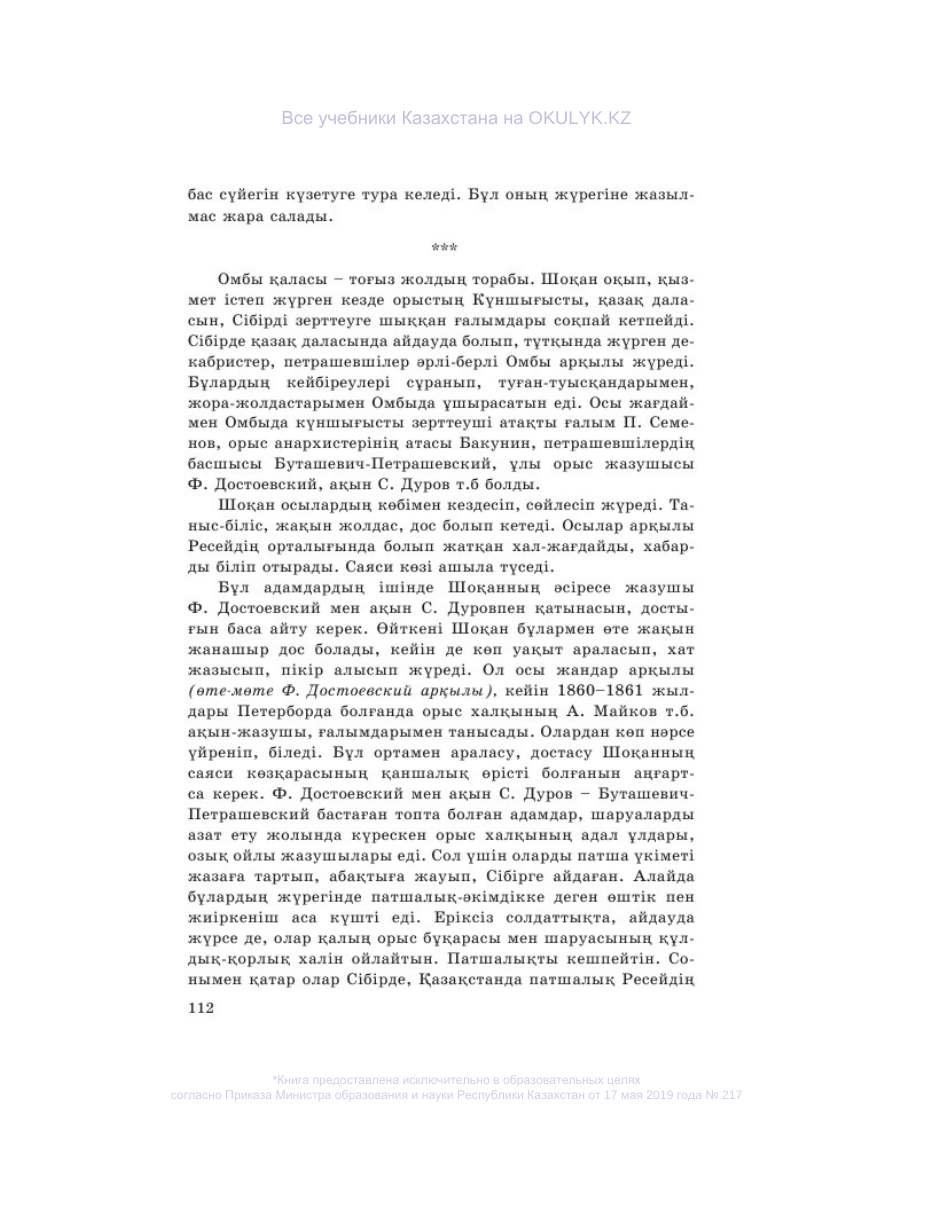 Все учебники Казахстана на OKULYK.KZ
бас сүйегін күзетуге тура келеді. Бұл оның жүрегіне жазыл-
мас жара салады.
***
Омбы қаласы – тоғыз жолдың торабы. Шоқан оқып, қыз-
мет істеп жүрген кезде орыстың Күншығысты, қазақ дала-
сын, Сібірді зерттеуге шыққан ғалымдары соқпай кетпейді.
Сібірде қазақ даласында айдауда болып, тұтқында жүрген де-
кабристер, петрашевшілер әрлі-берлі Омбы арқылы жүреді.
Бұлардың кейбіреулері сұранып, туған-туысқандарымен,
жора-жолдастарымен Омбыда ұшырасатын еді. Осы жағдай-
мен Омбыда күншығысты зерттеуші атақты ғалым П. Семе-
нов, орыс анархистерінің атасы Бакунин, петрашевшілердің
басшысы Буташевич-Петрашевский, ұлы орыс жазушысы
Ф. Достоевский, ақын С. Дуров т.б болды.
Шоқан осылардың көбімен кездесіп, сөйлесіп жүреді. Та-
ныс-біліс, жақын жолдас, дос болып кетеді. Осылар арқылы
Ресейдің орталығында болып жатқан хал-жағдайды, хабар-
ды біліп отырады. Саяси көзі ашыла түседі.
Бұл адамдардың ішінде Шоқанның әсіресе жазушы
Ф. Достоевский мен ақын С. Дуровпен қатынасын, досты-
ғын баса айту керек. Өйткені Шоқан бұлармен өте жақын
жанашыр дос болады, кейін де көп уақыт араласып, хат
жазысып, пікір алысып жүреді. Ол осы жандар арқылы
(өте-мөте Ф. Достоевский арқылы), кейін 1860–1861 жыл-
дары Петерборда болғанда орыс халқының А. Майков т.б.
ақын-жазушы, ғалымдарымен танысады. Олардан көп нәрсе
үйреніп, біледі. Бұл ортамен араласу, достасу Шоқанның
саяси көзқарасының қаншалық өрісті болғанын аңғарт-
са керек. Ф. Достоевский мен ақын С. Дуров – Буташевич-
Петрашевский бастаған топта болған адамдар, шаруаларды
азат ету жолында күрескен орыс халқының адал ұлдары,
озық ойлы жазушылары еді. Сол үшін оларды патша үкіметі
жазаға тартып, абақтыға жауып, Сібірге айдаған. Алайда
бұлардың жүрегінде патшалық-әкімдікке деген өштік пен
жиіркеніш аса күшті еді. Еріксіз солдаттықта, айдауда
жүрсе де, олар қалың орыс бұқарасы мен шаруасының құл-
дық-қорлық халін ойлайтын. Патшалықты кешпейтін. Со-
нымен қатар олар Сібірде, Қазақстанда патшалық Ресейдің
112
*Книга предоставлена исключительно в образовательных целях
согласно Приказа Министра образования и науки Республики Казахстан от 17 мая 2019 года № 217